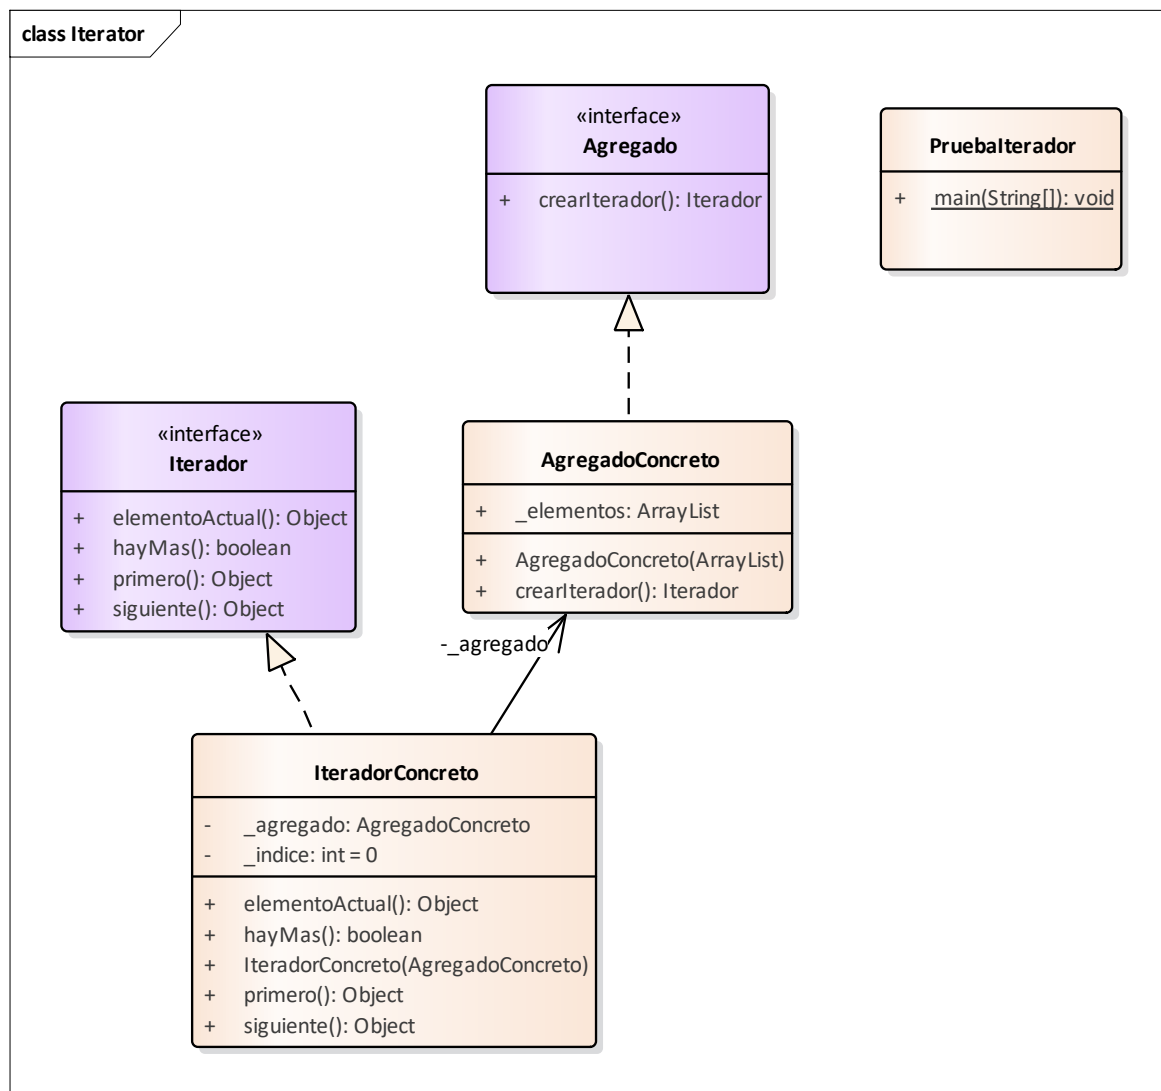 class Iterator
«interface»
Agregado
+ crearIterador(): Iterador
PruebaIterador
+ main(String[]): void
«interface»
Iterador
+ elementoActual(): Object
+ hayMas(): boolean
+ primero(): Object
+ siguiente(): Object
AgregadoConcreto
+ _elementos: ArrayList
+ AgregadoConcreto(ArrayList)
+ crearIterador(): Iterador
-_agregado
IteradorConcreto
- _agregado: AgregadoConcreto
- _indice: int = 0
+ elementoActual(): Object
+ hayMas(): boolean
+ IteradorConcreto(AgregadoConcreto)
+ primero(): Object
+ siguiente(): Object